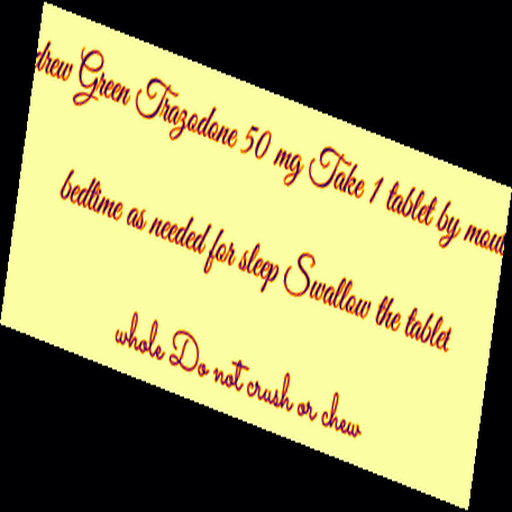 drew Green Trazodone 50 mg Take 1 tablet by mou
bedtime as needed for sleep Swallow the tablet
whole Do not crush or chew